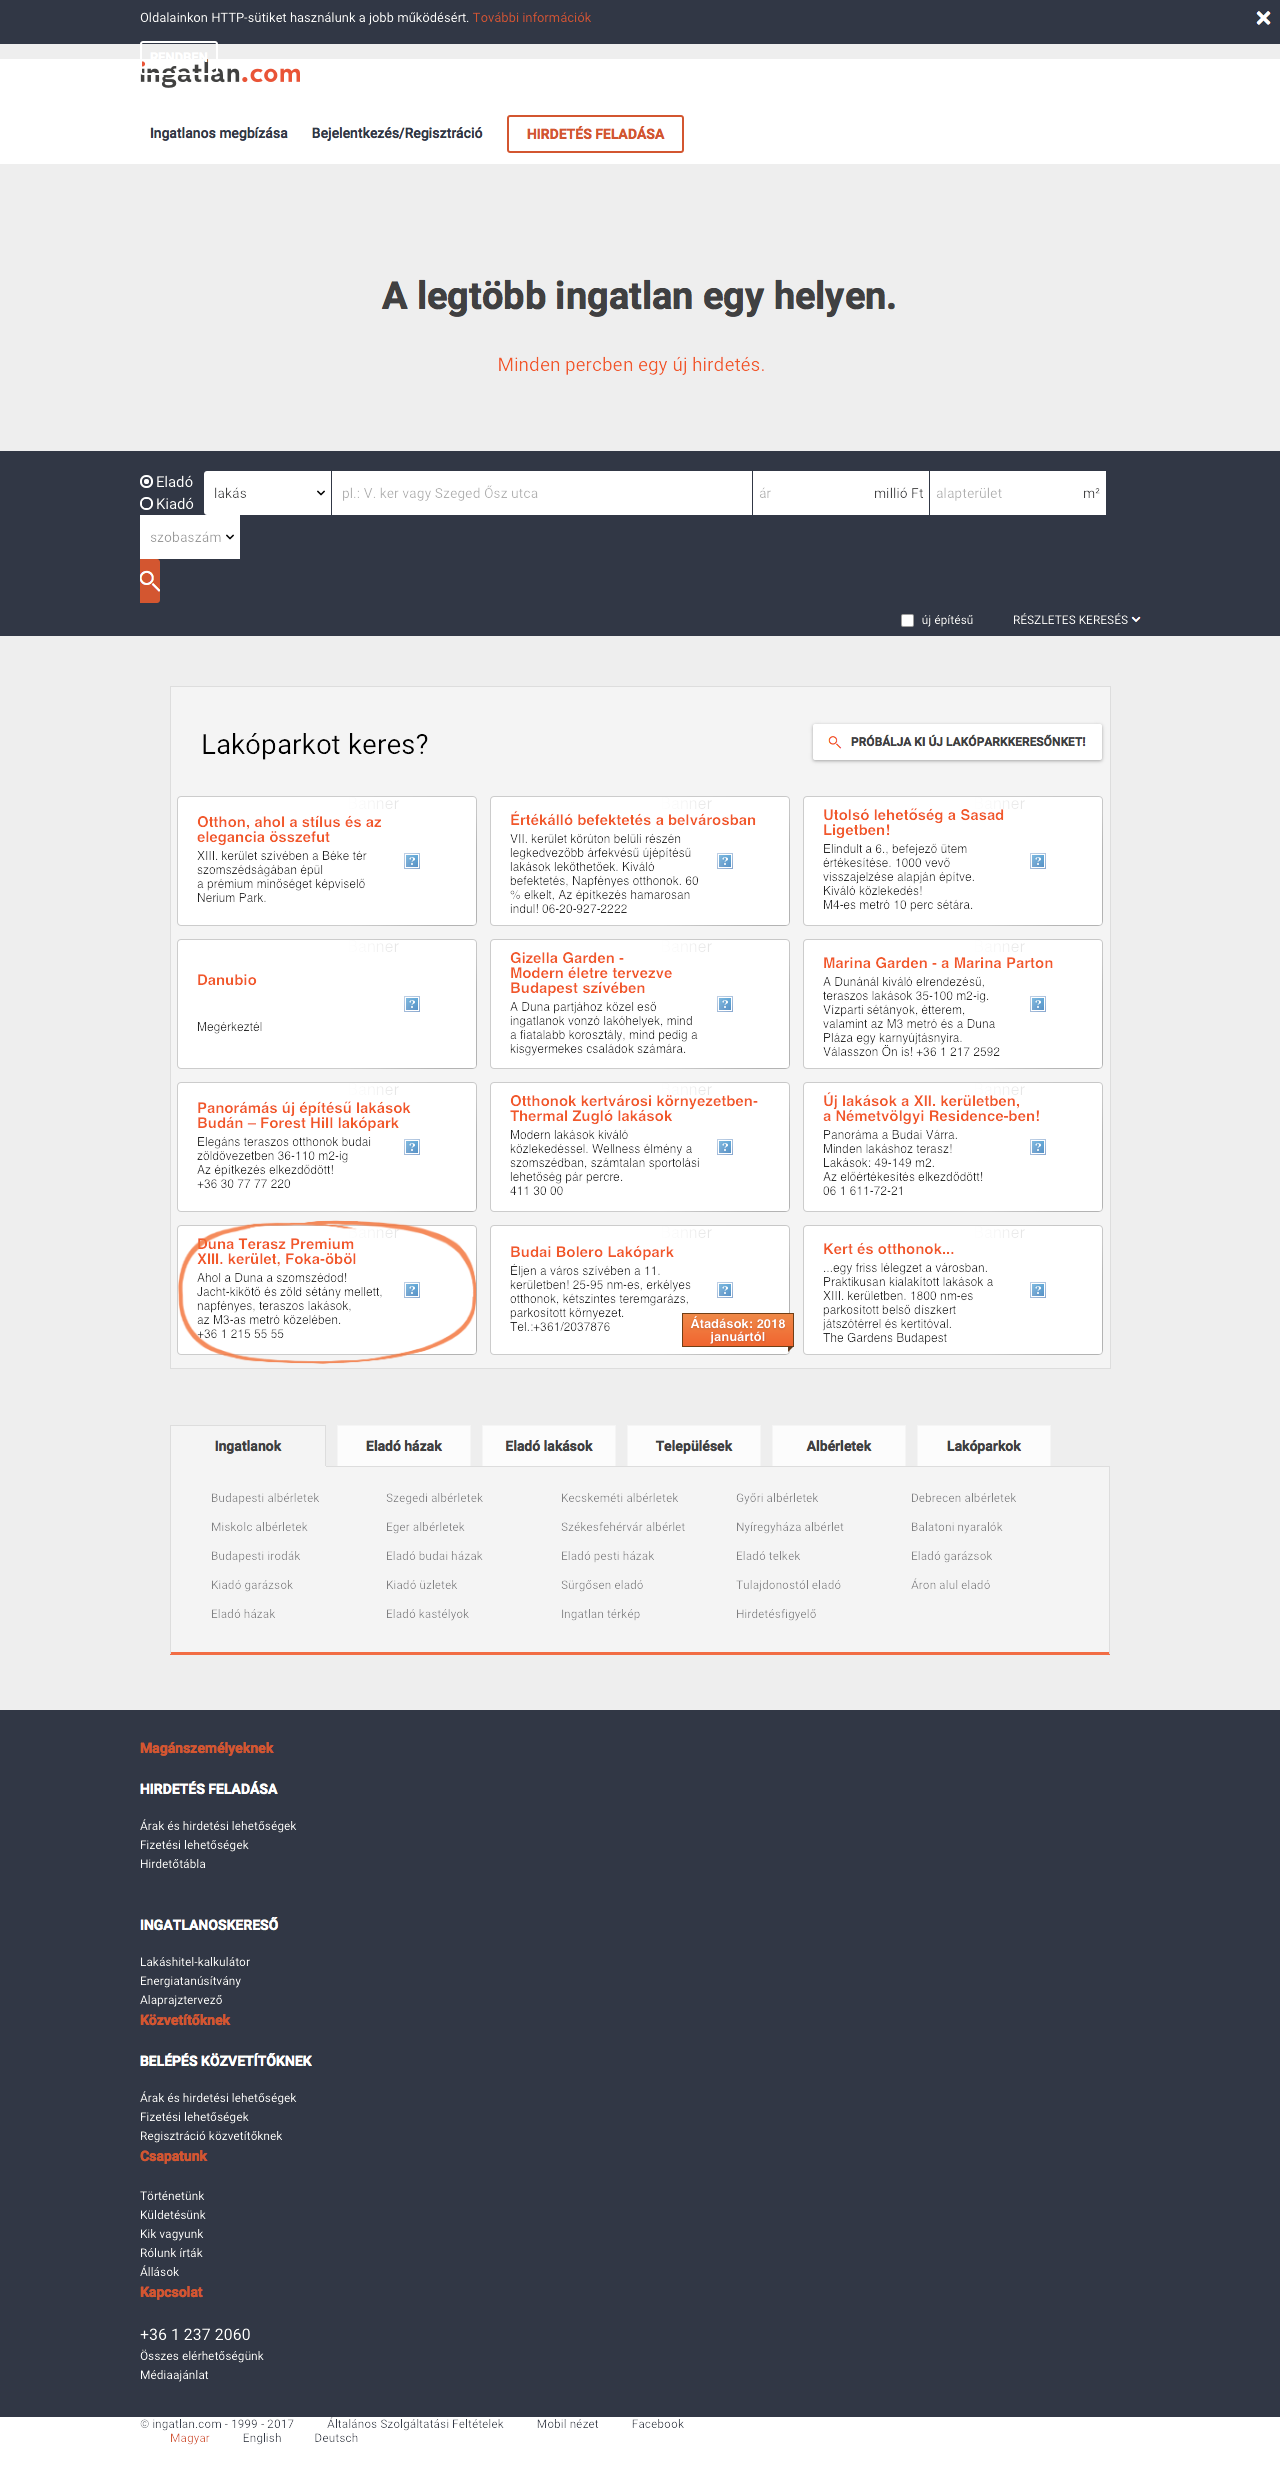 Oldalainkon HTTP-sütiket használunk a jobb működésért. További információk
RENDBEN
ingatlan.com
Ingatlanos megbízása
Bejelentkezés/Regisztráció
HIRDETÉS FELADÁSA
A legtöbb ingatlan egy helyen.
Minden percben egy új hirdetés.
Eladó
Kiadó
lakás
pl.: V. ker vagy Szeged Ősz utca
ár
millió Ft
alapterület
m²
szobaszám
új építésű
RÉSZLETES KERESÉS
Lakóparkot keres?
PRÓBÁLJA KI ÚJ LAKÓPARKKERESŐNKET!
Otthon, ahol a stílus és az
elegancia összefut
XIII. kerület szívében a Béke tér
szomszédságában épül
a prémium minőséget képviselő
Nerium Park.
Értékálló befektetés a belvárosban
VII. kerület körúton belüli részén
legkedvezőbb árfekvésű újépítésű
lakások leköthetőek. Kiváló
befektetés, Napfényes otthonok. 60
% elkelt, Az építkezés hamarosan
indul! 06-20-927-2222
Utolsó lehetőség a Sasad
Ligetben!
Elindult a 6., befejező ütem
értékesítése. 1000 vevő
visszajelzése alapján építve.
Kiváló közlekedés!
M4-es metró 10 perc sétára.
Danubio
Megérkeztél
Gizella Garden -
Modern életre tervezve
Budapest szívében
A Duna partjához közel eső
ingatlanok vonzó lakóhelyek, mind
a fiatalabb korosztály, mind pedig a
kisgyermekes családok számára.
Marina Garden - a Marina Parton
A Dunánál kiváló elrendezésű,
teraszos lakások 35-100 m2-ig.
Vízparti sétányok, étterem,
valamint az M3 metró és a Duna
Pláza egy karnyújtásnyira.
Válasszon Ön is! +36 1 217 2592
Panorámás új építésű lakások
Budán – Forest Hill lakópark
Elegáns teraszos otthonok budai
zöldövezetben 36-110 m2-ig
Az építkezés elkezdődött!
+36 30 77 77 220
Otthonok kertvárosi környezetben-
Thermal Zugló lakások
Modern lakások kiváló
közlekedéssel. Wellness élmény a
szomszédban, számtalan sportolási
lehetőség pár percre.
411 30 00
Új lakások a XII. kerületben,
a Németvölgyi Residence-ben!
Panoráma a Budai Várra.
Minden lakáshoz terasz!
Lakások: 49-149 m2.
Az előértékesítés elkezdődött!
06 1 611-72-21
Duna Terasz Premium
XIII. kerület, Foka-öböl
Ahol a Duna a szomszédod!
Jacht-kikötő és zöld sétány mellett,
napfényes, teraszos lakások,
az M3-as metró közelében.
+36 1 215 55 55
Budai Bolero Lakópark
Éljen a város szívében a 11.
kerületben! 25-95 nm-es, erkélyes
otthonok, kétszintes teremgarázs,
parkosított környezet.
Tel.:+361/2037876
Átadások: 2018
januártól
Kert és otthonok...
...egy friss lélegzet a városban.
Praktikusan kialakított lakások a
XIII. kerületben. 1800 nm-es
parkosított belső díszkert
játszótérrel és kertitóval.
The Gardens Budapest
Ingatlanok
Eladó házak
Eladó lakások
Települések
Albérletek
Lakóparkok
Budapesti albérletek
Szegedi albérletek
Kecskeméti albérletek
Győri albérletek
Debrecen albérletek
Miskolc albérletek
Eger albérletek
Székesfehérvár albérlet
Nyíregyháza albérlet
Balatoni nyaralók
Budapesti irodák
Eladó budai házak
Eladó pesti házak
Eladó telkek
Eladó garázsok
Kiadó garázsok
Kiadó üzletek
Sürgősen eladó
Tulajdonostól eladó
Áron alul eladó
Eladó házak
Eladó kastélyok
Ingatlan térkép
Hirdetésfigyelő
Magánszemélyeknek
HIRDETÉS FELADÁSA
Árak és hirdetési lehetőségek
Fizetési lehetőségek
Hirdetőtábla
INGATLANOSKERESŐ
Lakáshitel-kalkulátor
Energiatanúsítvány
Alaprajztervező
Közvetítőknek
BELÉPÉS KÖZVETÍTŐKNEK
Árak és hirdetési lehetőségek
Fizetési lehetőségek
Regisztráció közvetítőknek
Csapatunk
Történetünk
Küldetésünk
Kik vagyunk
Rólunk írták
Állások
Kapcsolat
+36 1 237 2060
Összes elérhetőségünk
Médiaajánlat
© ingatlan.com - 1999 - 2017
Általános Szolgáltatási Feltételek
Mobil nézet
Facebook
Magyar
English
Deutsch